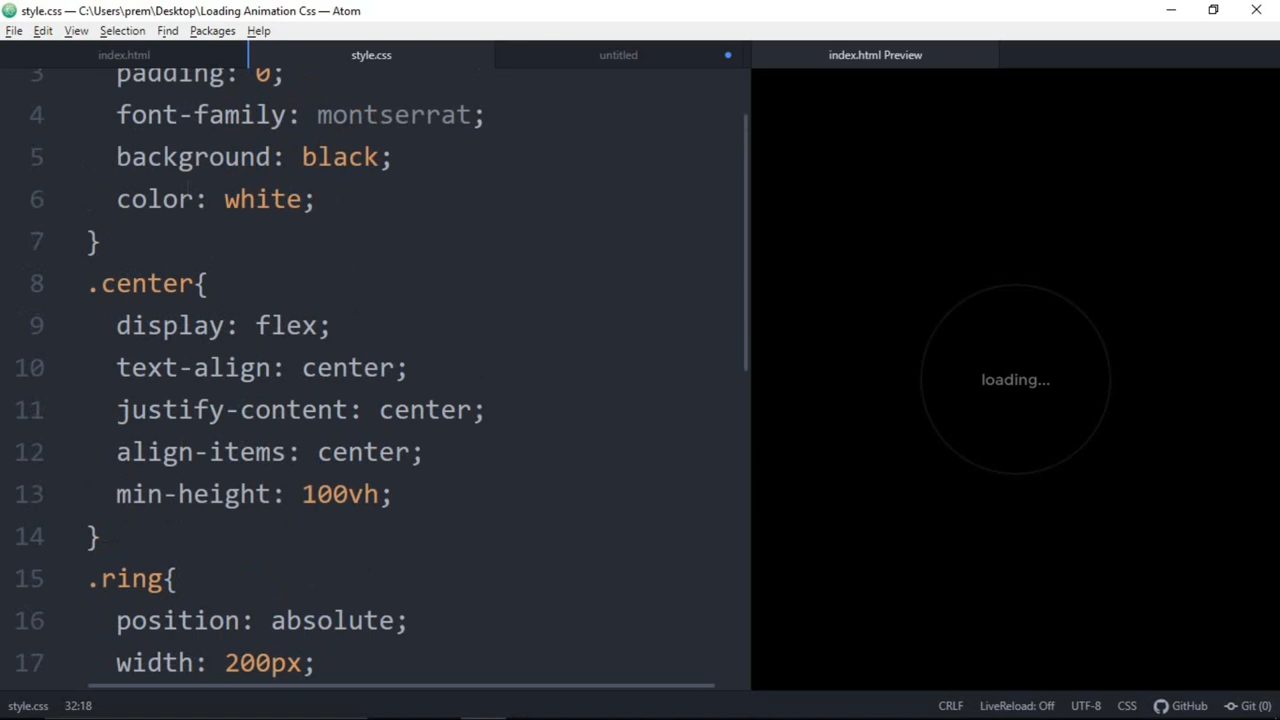 style.css — C:\Users\prem\Desktop\Loading Animation Css — Atom
File Edit View Selection Find Packages Help
index.html style.css untitled index.html Preview
3 padding: 0;
4 font-family: montserrat;
5 background: black;
6 color: white;
7 }
8 .center{
9 display: flex;
10 text-align: center;
11 justify-content: center;
12 align-items: center;
13 min-height: 100vh;
14 }
15 .ring{
16 position: absolute;
17 width: 200px;
loading...
style.css 32:18 CRLF LiveReload: Off UTF-8 CSS GitHub Git (0)